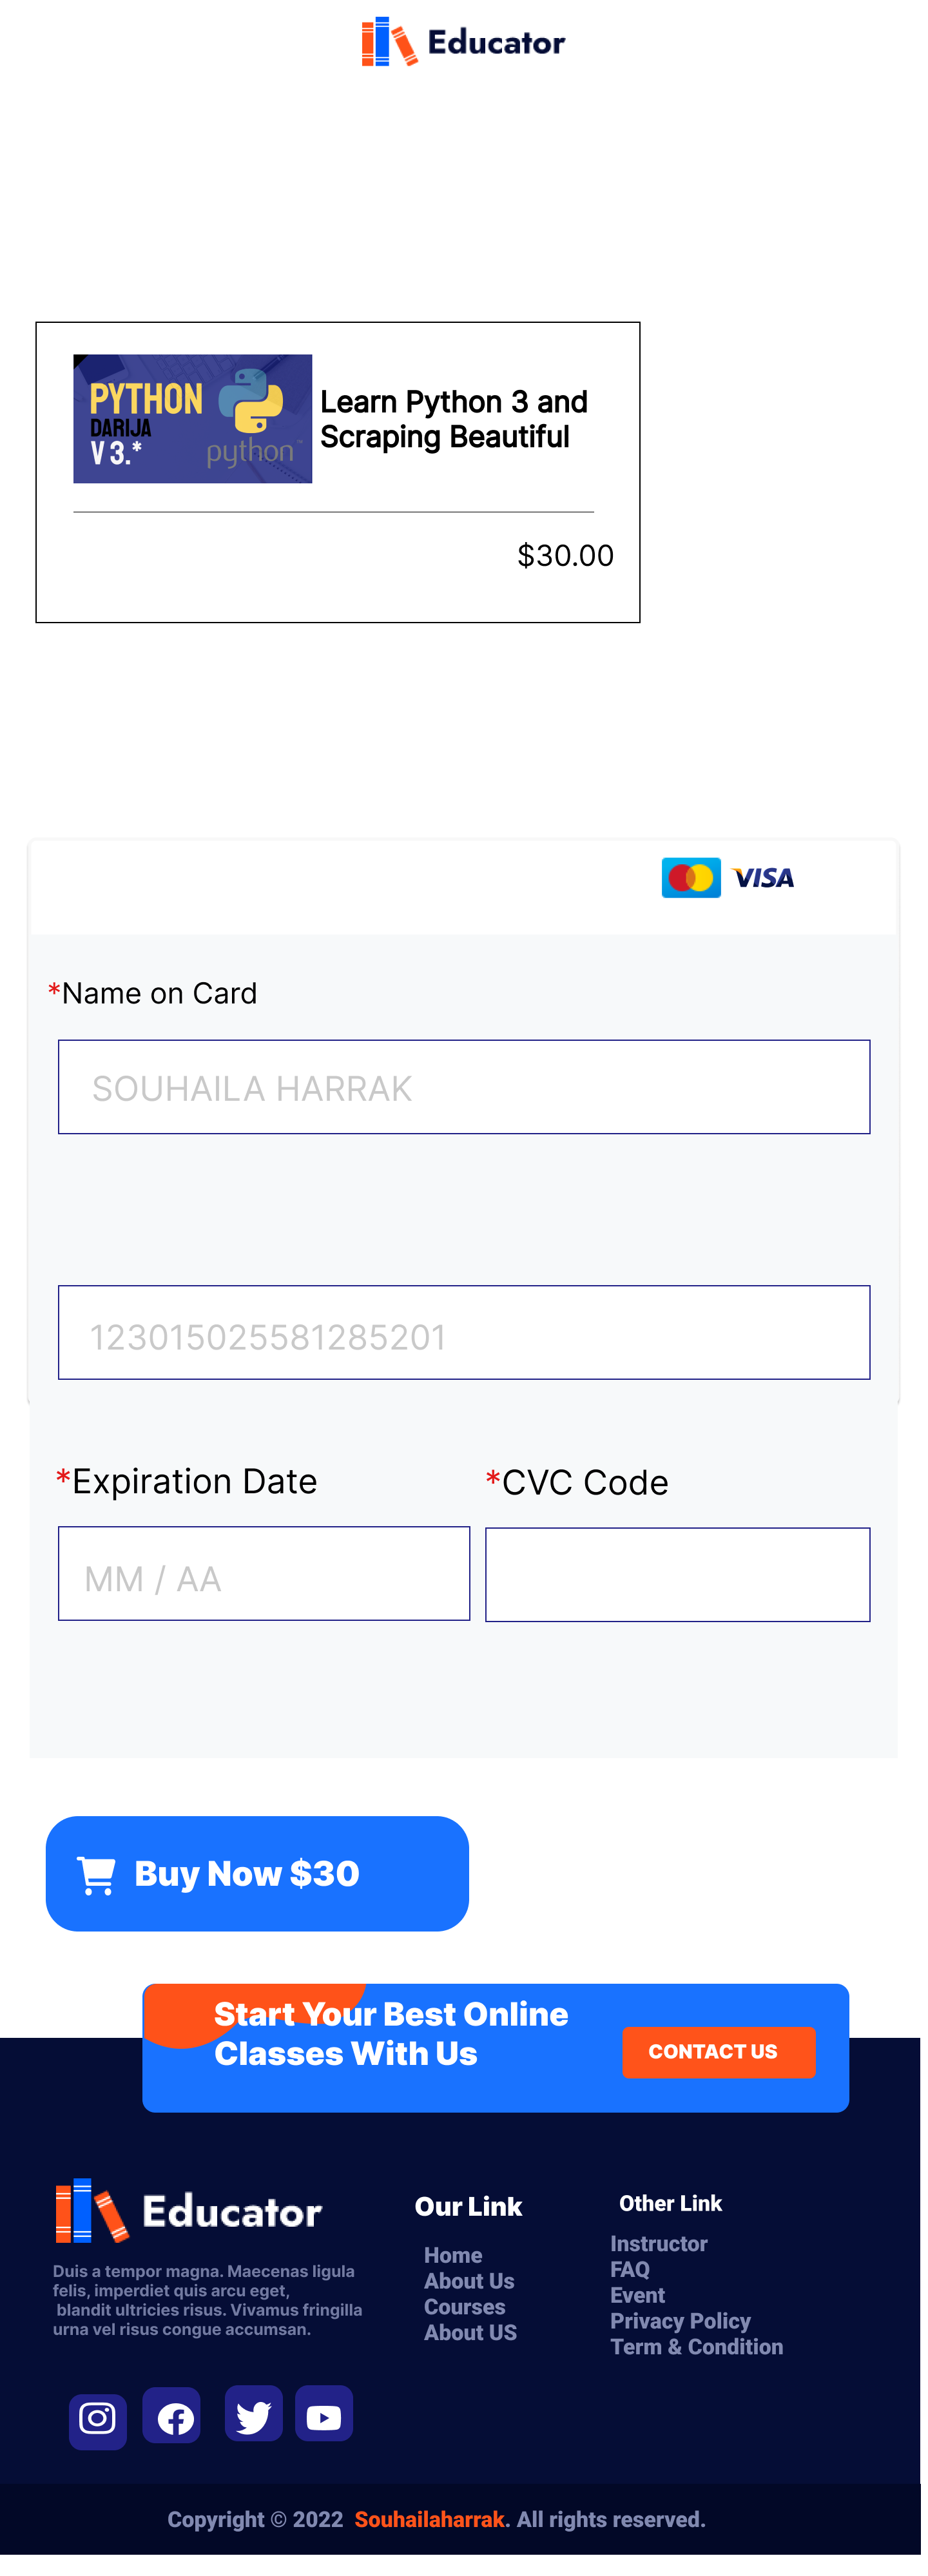 Educator
PYTHON
DARIJA
V 3.*
python
Learn Python 3 and
Scraping Beautiful
$30.00
VISA
*Name on Card
SOUHAILA HARRAK
123015025581285201
*Expiration Date
*CVC Code
MM / AA
Buy Now $30
Start Your Best Online
Classes With Us
CONTACT US
Educator
Duis a tempor magna. Maecenas ligula
felis, imperdiet quis arcu eget,
blandit ultricies risus. Vivamus fringilla
urna vel risus congue accumsan.
Our Link
Home
About Us
Courses
About US
Other Link
Instructor
FAQ
Event
Privacy Policy
Term & Condition
Copyright © 2022 Souhailaharrak. All rights reserved.